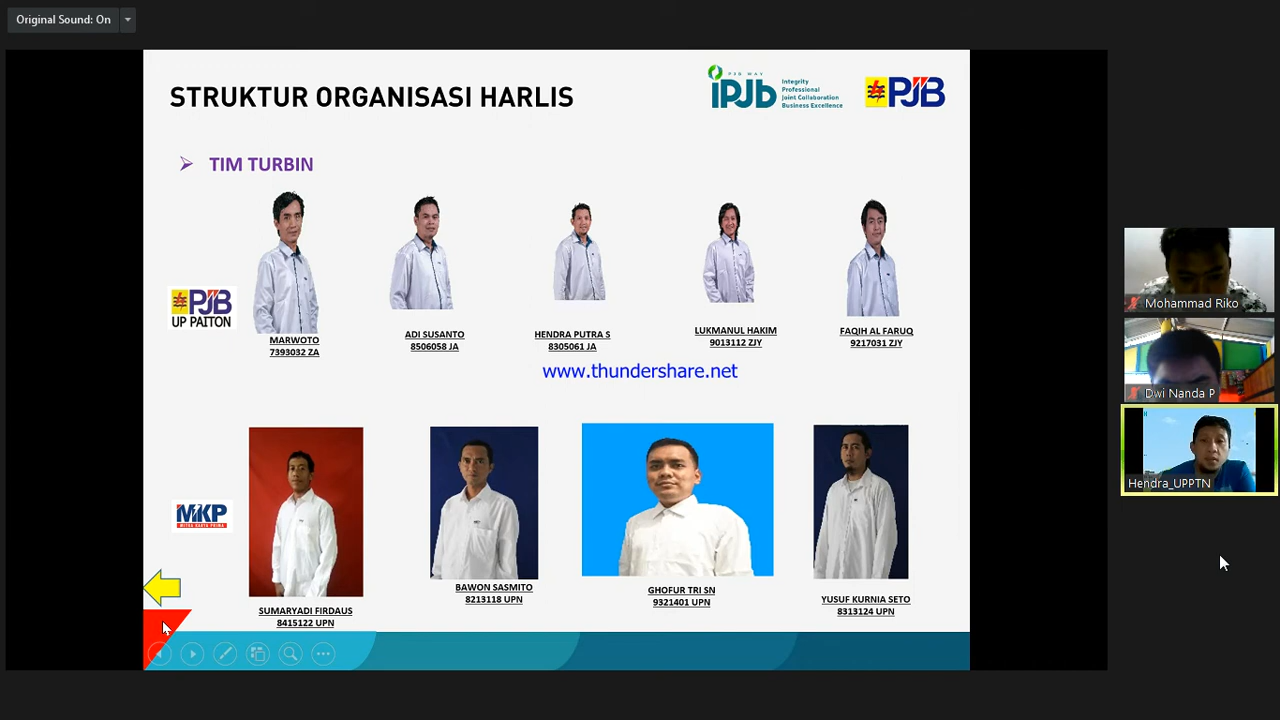 Original Sound: On
STRUKTUR ORGANISASI HARLIS
PJB WAY
iPJb
Integrity
Professional
Joint Collaboration
Business Excellence
PJB
TIM TURBIN
PJB
UP PAITON
MARWOTO
7393032 ZA
ADI SUSANTO
8506058 JA
HENDRA PUTRA S
8305061 JA
LUKMANUL HAKIM
9013112 ZJY
FAQIH AL FARUQ
9217031 ZJY
www.thundershare.net
MKP
MITRA KARYA PRIMA
SUMARYADI FIRDAUS
8415122 UPN
BAWON SASMITO
8213118 UPN
GHOFUR TRI SN
9321401 UPN
YUSUF KURNIA SETO
8313124 UPN
Mohammad Riko
Dwi Nanda P
Hendra_UPPTN